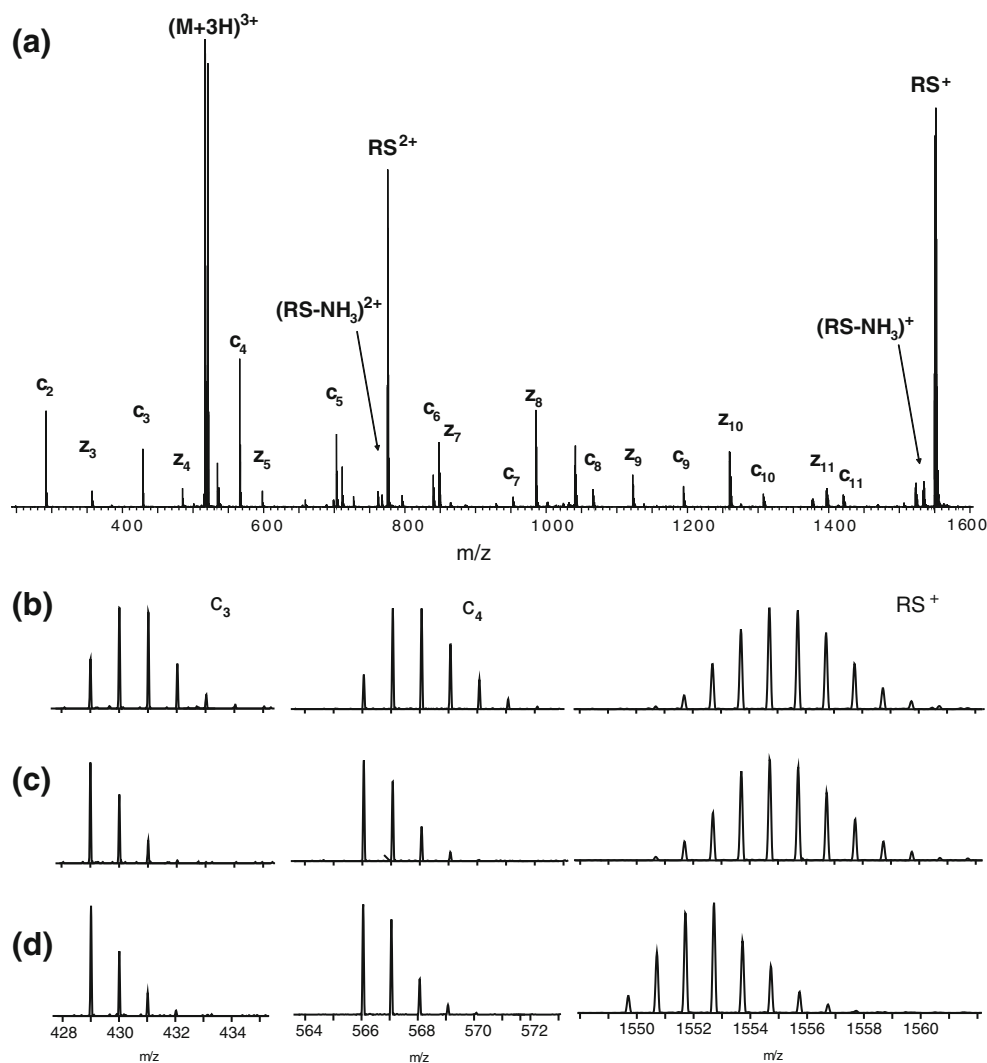 (a)
(M+3H)3+
RS+
RS2+
(RS-NH3)2+
(RS-NH3)+
c4
c2
c3
c5
z8
z3
z4
z5
c6
z7
z10
c7
c8
z9
c9
c10
z11
c11
400
600
800
1000
1200
1400
1600
m/z
(b)
c3
c4
RS+
(c)
(d)
428 430 432 434
564 566 568 570 572
1550 1552 1554 1556 1558 1560
m/z
m/z
m/z